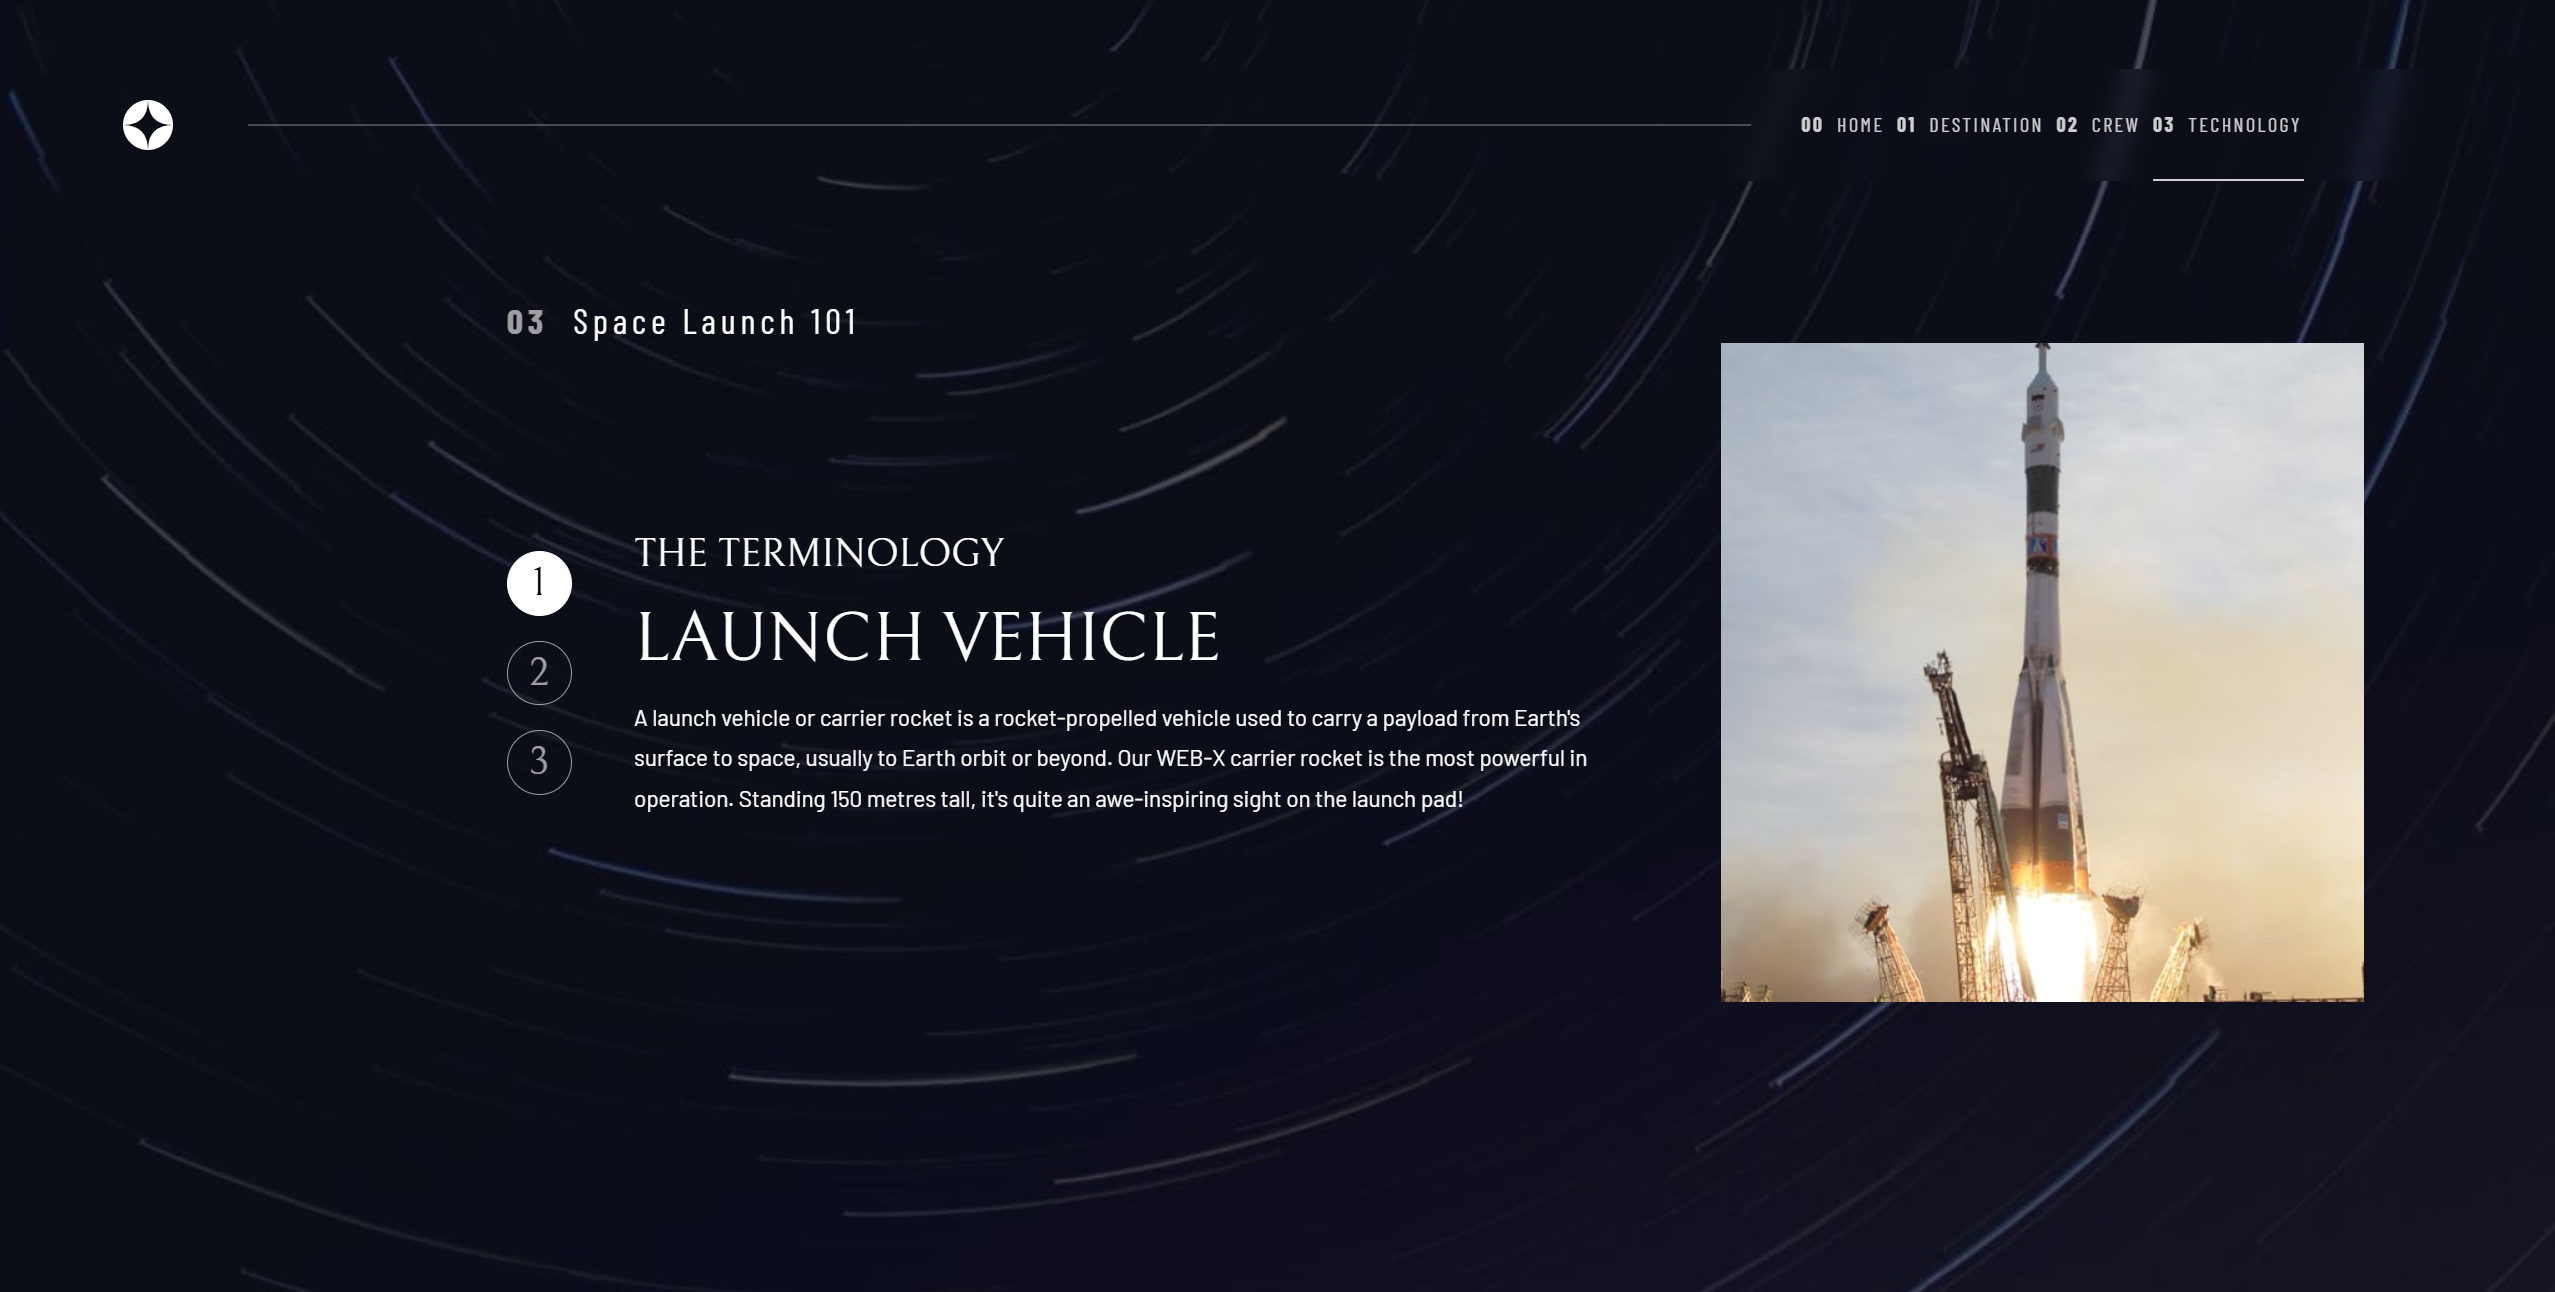 00 HOME 01 DESTINATION 02 CREW 03 TECHNOLOGY
03 Space Launch 101
1
2
3
THE TERMINOLOGY
LAUNCH VEHICLE
A launch vehicle or carrier rocket is a rocket-propelled vehicle used to carry a payload from Earth's
surface to space, usually to Earth orbit or beyond. Our WEB-X carrier rocket is the most powerful in
operation. Standing 150 metres tall, it's quite an awe-inspiring sight on the launch pad!